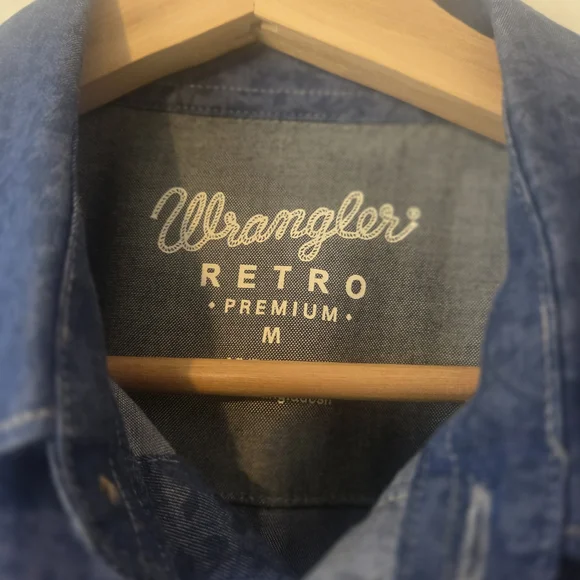 Wrangler®
RETRO
• PREMIUM •
M